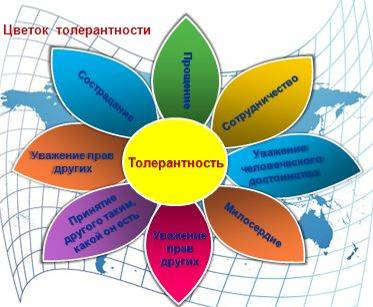 Цветок толерантности
Прощение
Сотрудничество
Уважение
человеческого
достоинства
Милосердие
Уважение
прав
других
Принятие
другого таким,
какой он есть
Уважение прав
других
Сострадание
Толерантность